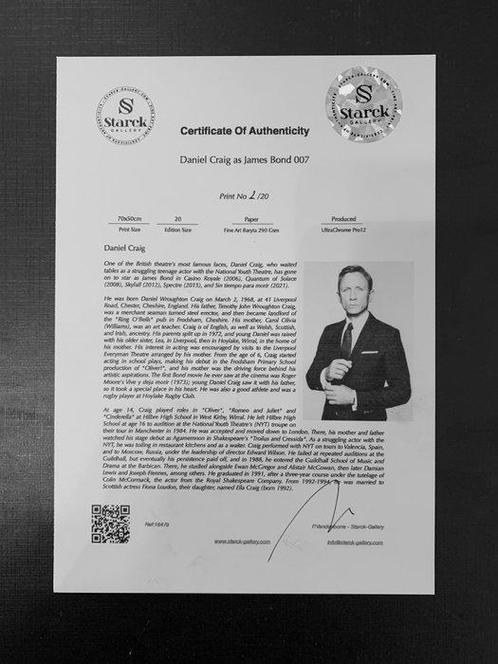 Starck
GALLERY
Starck
GALLERY
Certificate Of Authenticity
Daniel Craig as James Bond 007
Print No 2/20
70x50cm 20 Paper Produced
Print Size Edition Size Fine Art Baryta 290 Gsm UltraChrome Pro12
Daniel Craig
One of the British theatre's most famous faces, Daniel Craig, who waited
tables as a struggling teenage actor with the National Youth Theatre, has gone
on to star as James Bond in Casino Royale (2006), Quantum of Solace
(2008), Skyfall (2012), Spectre (2015), and Sin tiempo para morir (2021).
He was born Daniel Wroughton Craig on March 2, 1968, at 41 Liverpool
Road, Chester, Cheshire, England. His father, Timothy John Wroughton Craig,
was a merchant seaman turned steel erector, and then became landlord of
the "Ring O'Bells" pub in Frodsham, Cheshire. His mother, Carol Olivia
(Williams), was an art teacher. Craig is of English, as well as Welsh, Scottish,
and Irish, ancestry. His parents split up in 1972, and young Daniel was raised
with his older sister, Lea, in Liverpool, then in Hoylake, Wirral, in the home of
his mother. His interest in acting was encouraged by visits to the Liverpool
Everyman Theatre arranged by his mother. From the age of 6, Craig started
acting in school plays, making his debut in the Frodsham Primary School
production of "Oliver!", and his mother was the driving force behind his
artistic aspirations. The first Bond movie he ever saw at the cinema was Roger
Moore's Vive y deja morir (1973); young Daniel Craig saw it with his father,
so it took a special place in his heart. He was also a good athlete and was a
rugby player at Hoylake Rugby Club.
At age 14, Craig played roles in "Oliver", "Romeo and Juliet" and
"Cinderella" at Hilbre High School in West Kirby, Wirral. He left Hilbre High
School at age 16 to audition at the National Youth Theatre's (NYT) troupe on
their tour in Manchester in 1984. He was accepted and moved down to London. There, his mother and father
watched his stage debut as Agamemnon in Shakespeare's "Troilus and Cressida". As a struggling actor with the
NYT, he was toiling in restaurant kitchens and as a waiter. Craig performed with NYT on tours to Valencia, Spain,
and to Moscow, Russia, under the leadership of director Edward Wilson. He failed at repeated auditions at the
Guildhall, but eventually his persistence paid off, and in 1988, he entered the Guildhall School of Music and
Drama at the Barbican. There, he studied alongside Ewan McGregor and Alistair McGowan, then later Damian
Lewis and Joseph Fiennes, among others. He graduated in 1991, after a three-year course under the tutelage of
Colin McCormack, the actor from the Royal Shakespeare Company. From 1992-1994, he was married to
Scottish actress Fiona Loudon, their daughter, named Ella Craig (born 1992).
Ref:16479
www.starck-gallery.com
- Starck-Gallery
info@starck-gallery.com